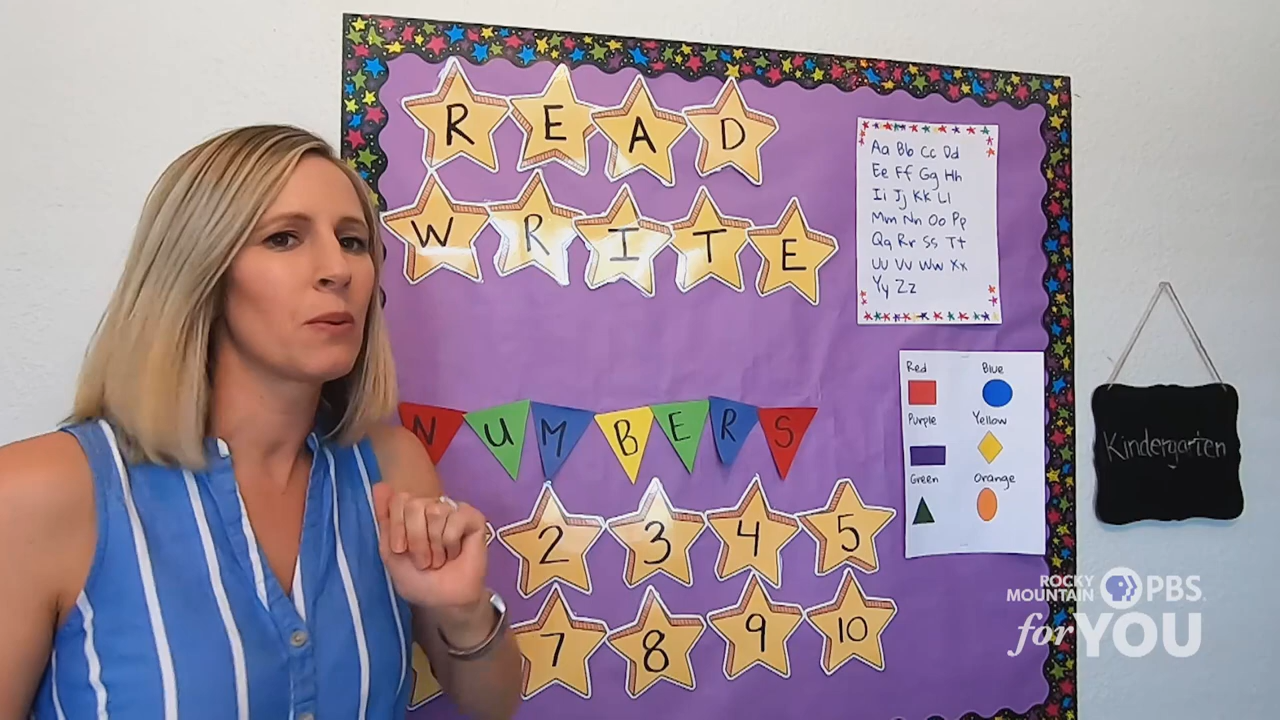 READ
WRITE
Aa Bb Cc Dd
Ee Ff Gg Hh
Ii Jj Kk Ll
Mm Nn Oo Pp
Qq Rr Ss Tt
Uu Vv Ww Xx
Yy Zz
Red Blue
Purple Yellow
Green Orange
NUMBERS
2 3 4 5
7 8 9 10
Kindergarten
ROCKY
MOUNTAIN PBS
for YOU